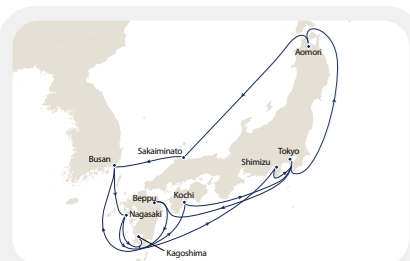 Aomori
Sakaiminato
Tokyo
Busan
Shimizu
Beppu
Kochi
Nagasaki
Kagoshima